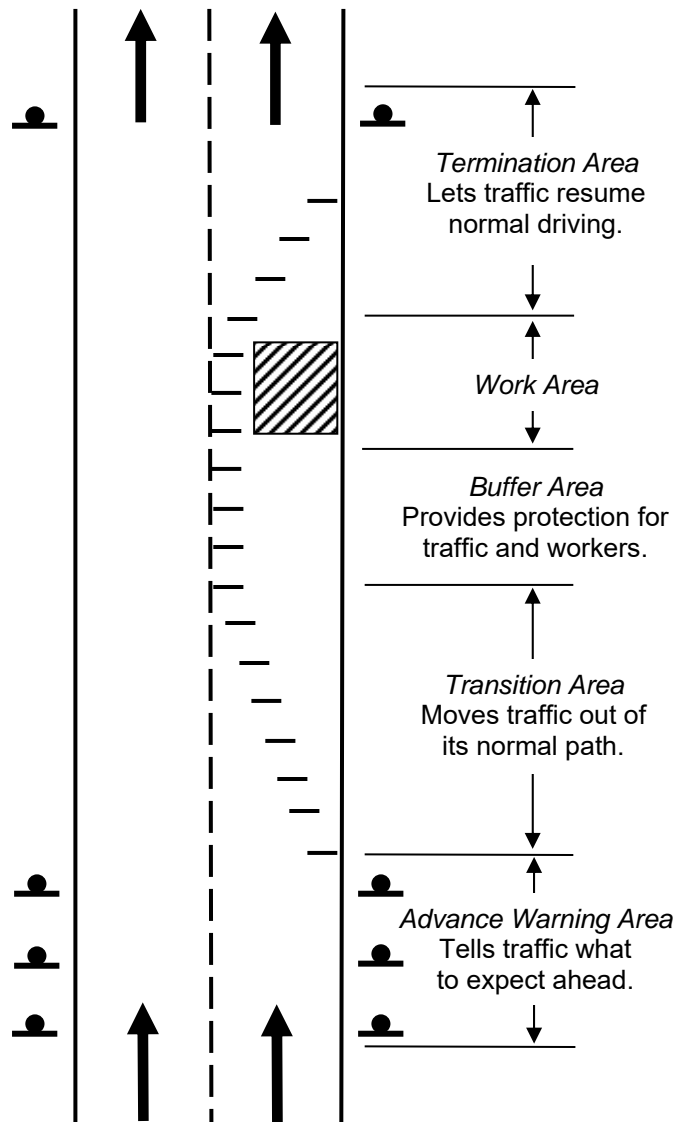 Termination Area
Lets traffic resume
normal driving.
Work Area
Buffer Area
Provides protection for
traffic and workers.
Transition Area
Moves traffic out of
its normal path.
Advance Warning Area
Tells traffic what
to expect ahead.